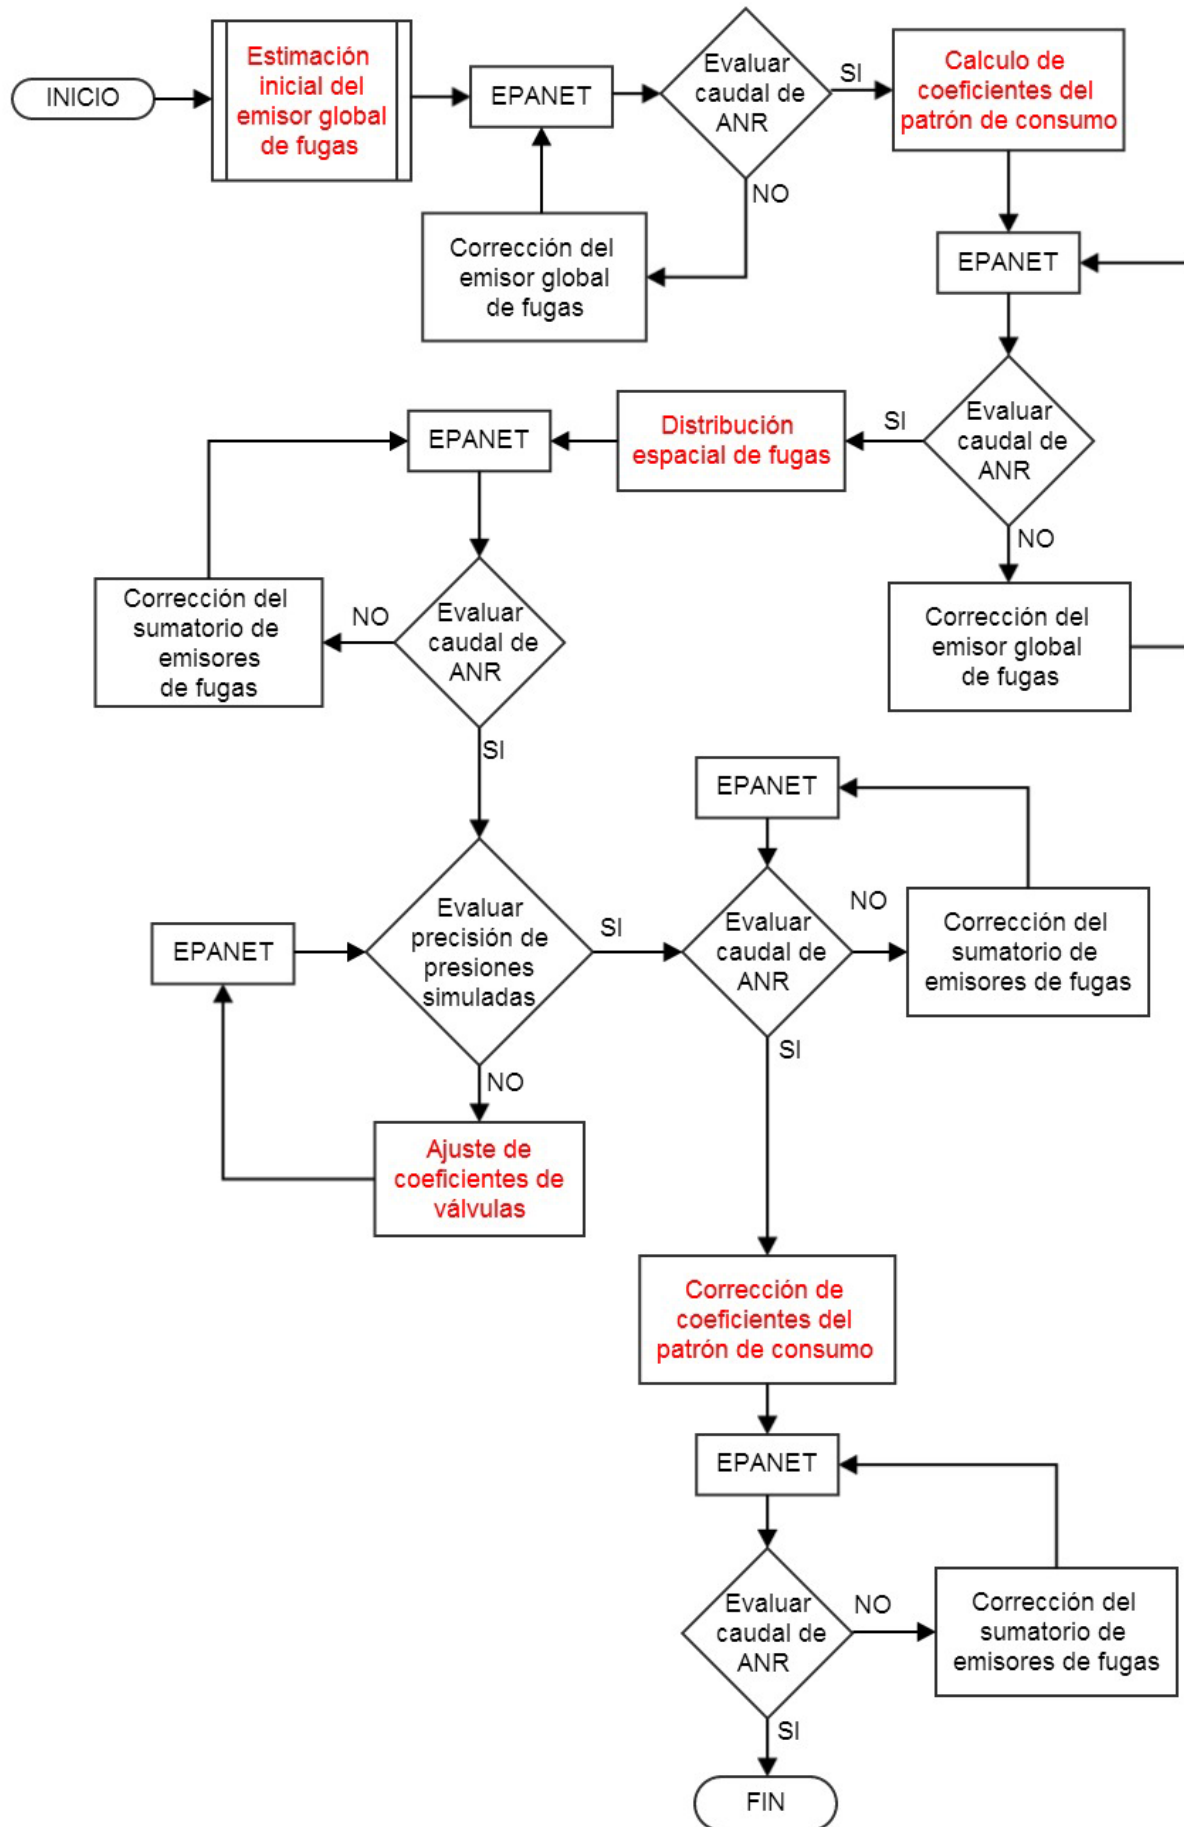 INICIO
Estimación
inicial del
emisor global
de fugas
EPANET
Evaluar
caudal de
ANR
SI
Calculo de
coeficientes del
patrón de consumo
NO
Corrección del
emisor global
de fugas
EPANET
Evaluar
caudal de
ANR
SI
Distribución
espacial de fugas
EPANET
NO
Corrección del
emisor global
de fugas
Evaluar
caudal de
ANR
NO
Corrección del
sumatorio de
emisores
de fugas
SI
Evaluar
precisión de
presiones
simuladas
EPANET
NO
Ajuste de
coeficientes de
válvulas
SI
EPANET
Evaluar
caudal de
ANR
NO
Corrección del
sumatorio de
emisores de fugas
SI
Corrección de
coeficientes del
patrón de consumo
EPANET
Evaluar
caudal de
ANR
NO
Corrección del
sumatorio de
emisores de fugas
SI
FIN